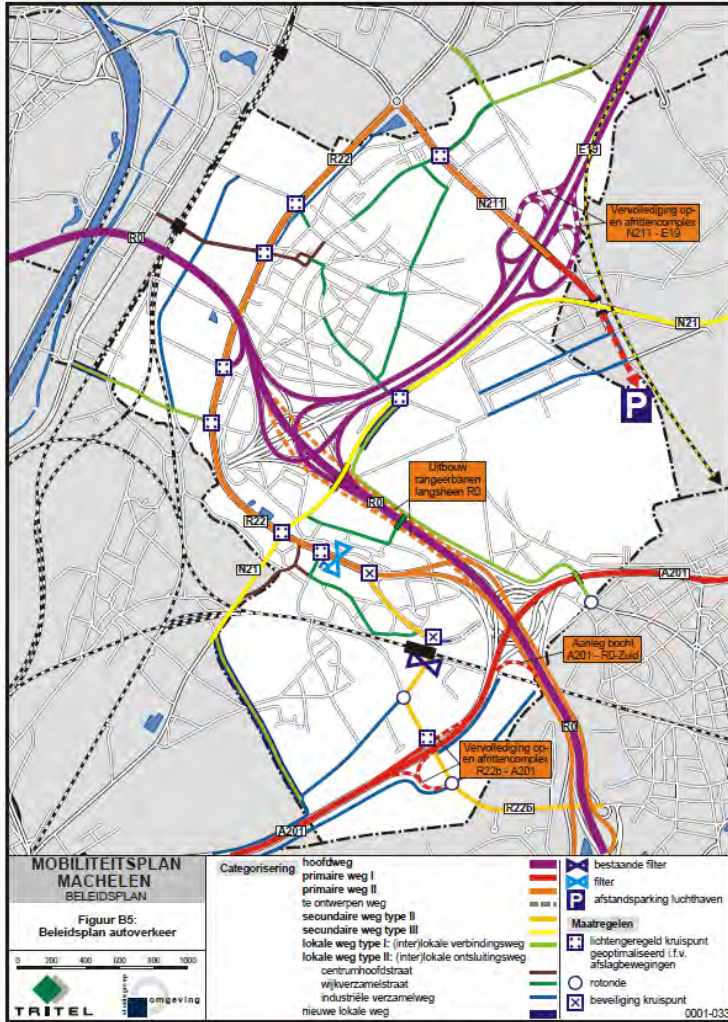 R22
E19
N211
Vervollediging op-
en afrittencomplex
N211 - E19
R0
N21
P
Uitbouw
rangeerbanen
langsheen R0
R0
R22
N21
A201
Aanleg bocht
A201 - R0-Zuid
R0
Vervollediging op-
en afrittencomplex
R22b - A201
R22b
A201
MOBILITEITSPLAN
MACHELEN
BELEIDSPLAN
Figuur B5:
Beleidsplan autoverkeer
0 200 400 600 800 1000
TRITEL
studiegroep
omgeving
Categorisering
hoofdweg
primaire weg I
primaire weg II
te ontwerpen weg
secundaire weg type II
secundaire weg type III
lokale weg type I: (inter)lokale verbindingsweg
lokale weg type II: (inter)lokale ontsluitingsweg
centrumhoofdstraat
wijkverzamelstraat
industriële verzamelweg
nieuwe lokale weg
bestaande filter
filter
P afstandsparking luchthaven
Maatregelen
lichtengeregeld kruispunt
geoptimaliseerd i.f.v.
afslagbewegingen
rotonde
beveiliging kruispunt